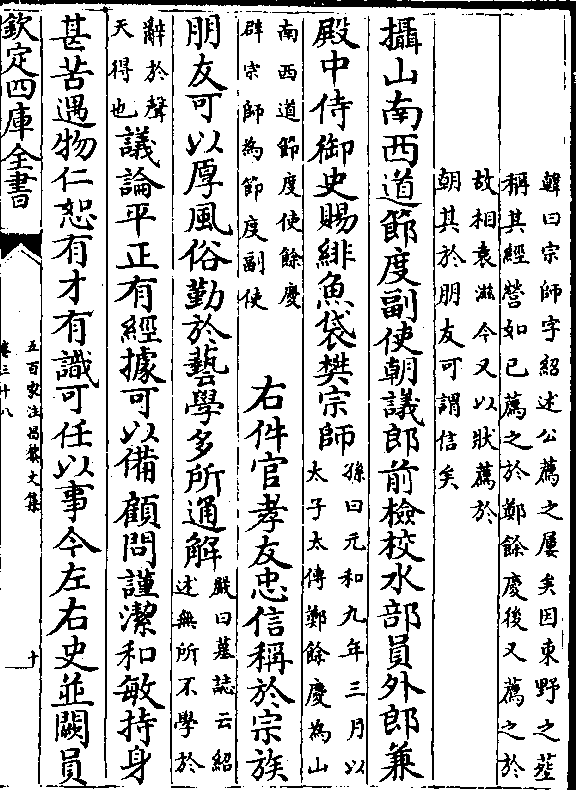 韓曰宗師字紹述公薦之屢矣因東野之葬
稱其經營如已薦之於鄭餘慶後又薦之於
故相袁滋今又以狀薦於
朝其於朋友可謂信矣
攝山南西道節度副使朝議郎前檢校水部員外郎兼
殿中侍御史賜緋魚袋樊宗師
孫曰元和九年三月以
太子太傅鄭餘慶為山
南西道節度使餘慶
辟宗師為節度副使
右件官孝友忠信稱於宗族
朋友可以厚風俗勤於藝學多所通解
嚴曰墓誌云紹
述無所不學於
辭於聲
天得也
議論平正有經據可以備顧問謹潔和敏持身
甚苦遇物仁恕有才有識可任以事今左右史並闕員
欽定四庫全書
五百家注昌黎文集
卷三十八
十